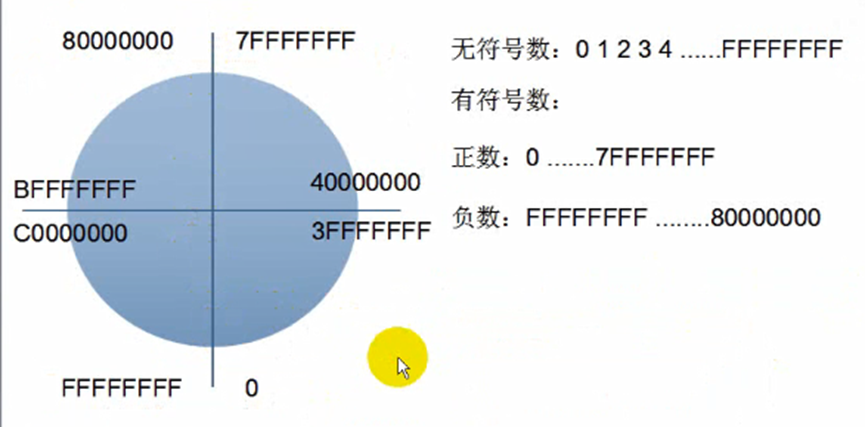 80000000 7FFFFFFF
BFFFFFFF 40000000
C0000000 3FFFFFFF
FFFFFFFF 0
无符号数：0 1 2 3 4 ......FFFFFFFF
有符号数：
正数：0 .......7FFFFFFF
负数：FFFFFFFF ........80000000